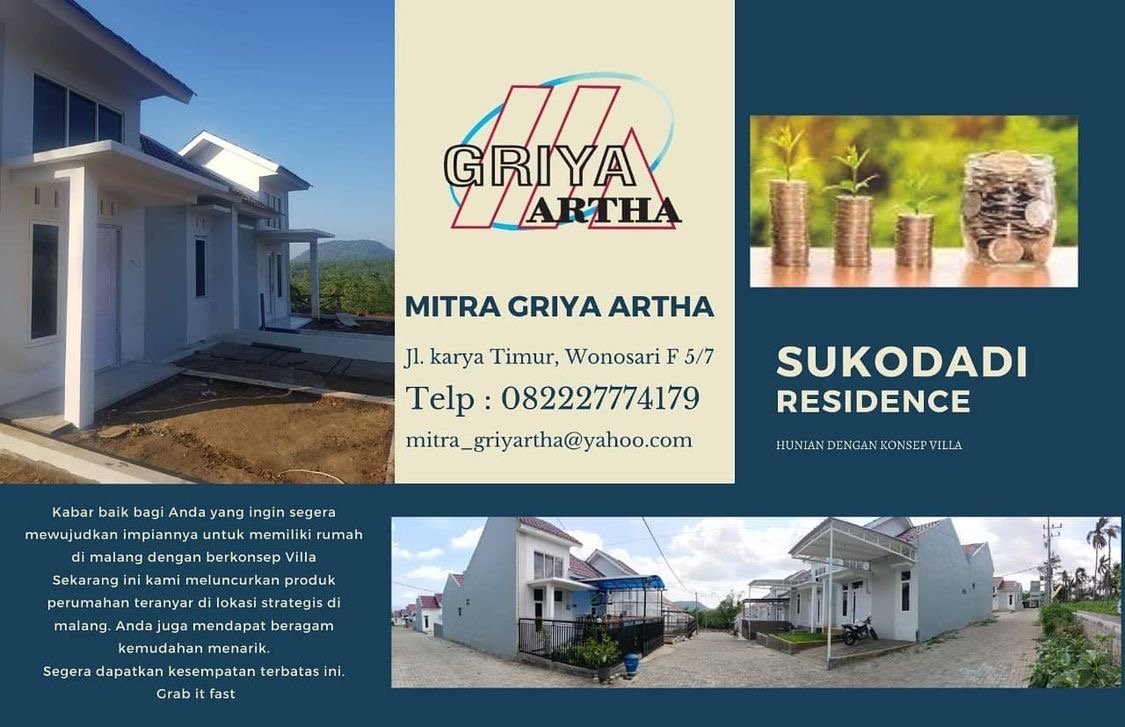 GRIYA
ARTHA
MITRA GRIYA ARTHA
Jl. karya Timur, Wonosari F 5/7
Telp : 082227774179
mitra_griyartha@yahoo.com
SUKODADI
RESIDENCE
HUNIAN DENGAN KONSEP VILLA
Kabar baik bagi Anda yang ingin segera
mewujudkan impiannya untuk memiliki rumah
di malang dengan berkonsep Villa
Sekarang ini kami meluncurkan produk
perumahan teranyar di lokasi strategis di
malang. Anda juga mendapat beragam
kemudahan menarik.
Segera dapatkan kesempatan terbatas ini.
Grab it fast